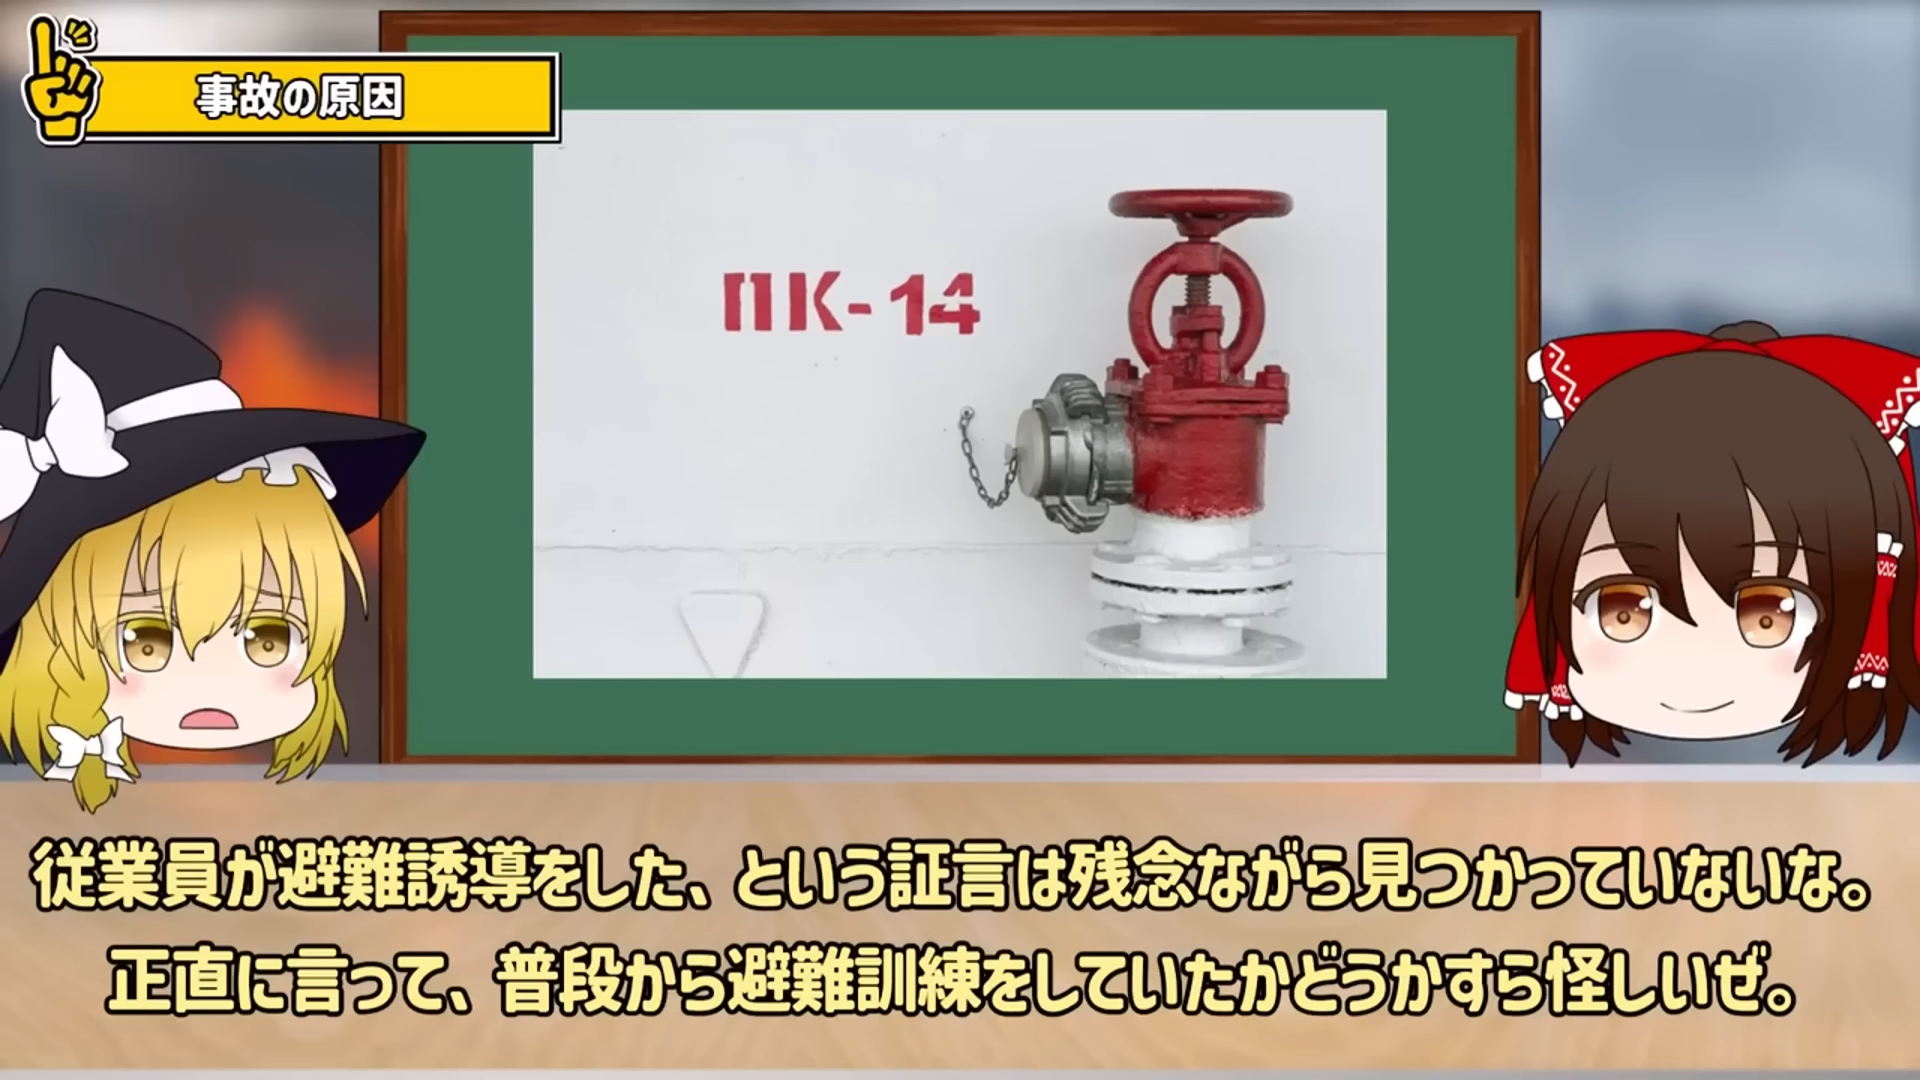 事故の原因
ПК-14
従業員が避難誘導をした、という証言は残念ながら見つかっていないな。
正直に言って、普段から避難訓練をしていたかどうかすら怪しいぜ。